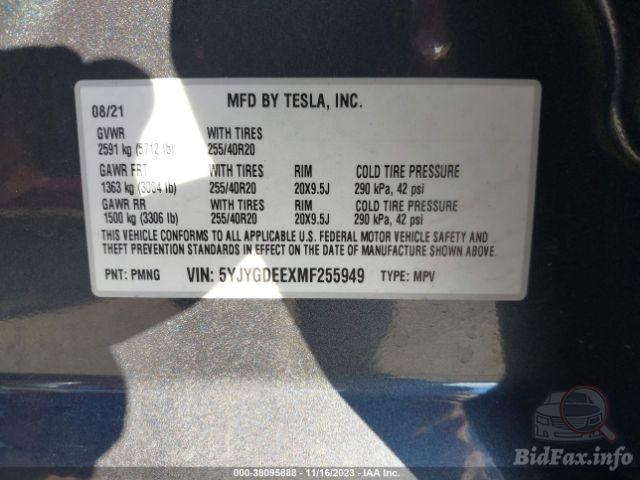 MFD BY TESLA, INC.
08/21
GVWR WITH TIRES
2591 kg (5712 lb) 255/40R20
GAWR FRT WITH TIRES RIM COLD TIRE PRESSURE
1363 kg (3004 lb) 255/40R20 20X9.5J 290 kPa, 42 psi
GAWR RR WITH TIRES RIM COLD TIRE PRESSURE
1500 kg (3306 lb) 255/40R20 20X9.5J 290 kPa, 42 psi
THIS VEHICLE CONFORMS TO ALL APPLICABLE U.S. FEDERAL MOTOR VEHICLE SAFETY AND
THEFT PREVENTION STANDARDS IN EFFECT ON THE DATE OF MANUFACTURE SHOWN ABOVE.
PNT: PMNG VIN: 5YJYGDEEXMF255949 TYPE: MPV
000-38095888 - 11/16/2023 - IAA Inc.
BidFax.info